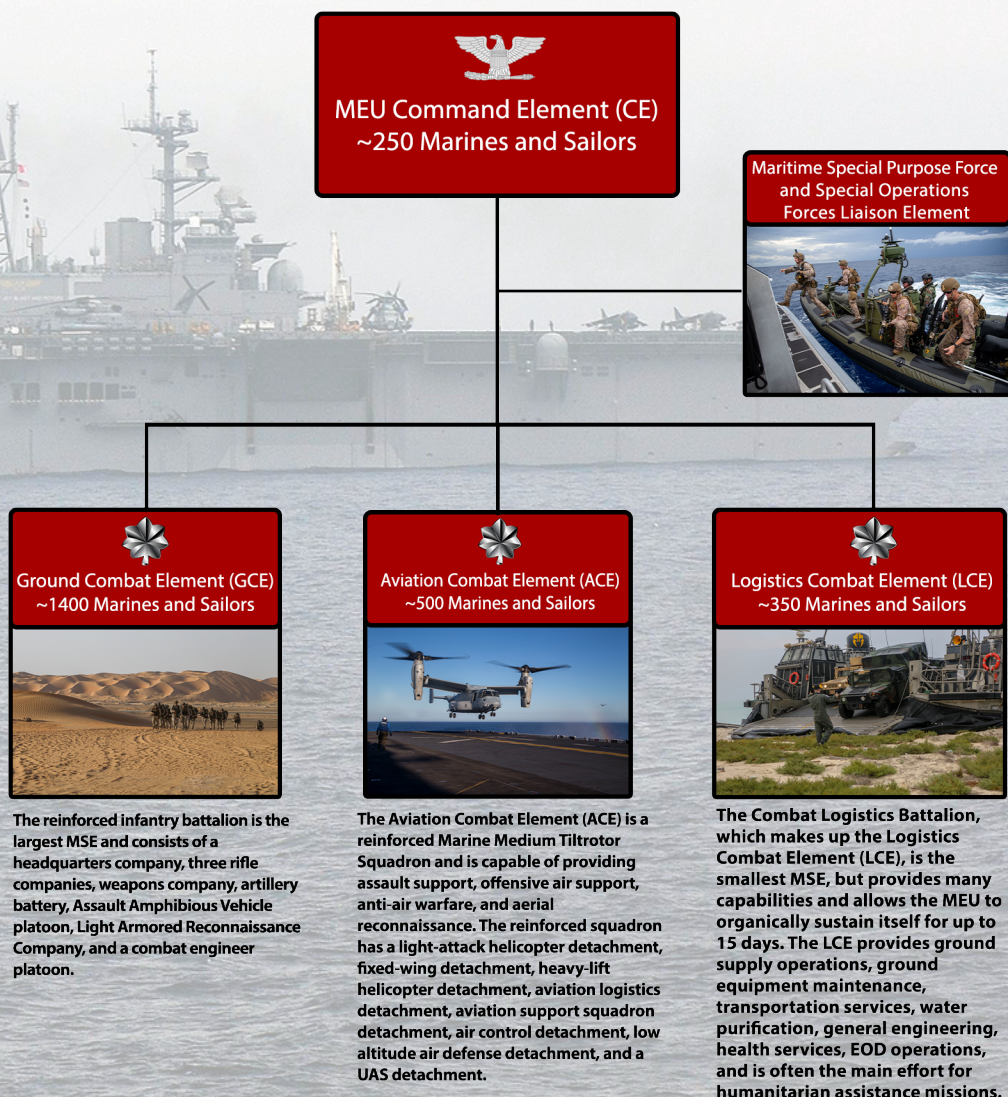 MEU Command Element (CE)
~250 Marines and Sailors
Maritime Special Purpose Force
and Special Operations
Forces Liaison Element
Ground Combat Element (GCE)
~1400 Marines and Sailors
The reinforced infantry battalion is the
largest MSE and consists of a
headquarters company, three rifle
companies, weapons company, artillery
battery, Assault Amphibious Vehicle
platoon, Light Armored Reconnaissance
Company, and a combat engineer
platoon.
Aviation Combat Element (ACE)
~500 Marines and Sailors
The Aviation Combat Element (ACE) is a
reinforced Marine Medium Tiltrotor
Squadron and is capable of providing
assault support, offensive air support,
anti-air warfare, and aerial
reconnaissance. The reinforced squadron
has a light-attack helicopter detachment,
fixed-wing detachment, heavy-lift
helicopter detachment, aviation logistics
detachment, aviation support squadron
detachment, air control detachment, low
altitude air defense detachment, and a
UAS detachment.
Logistics Combat Element (LCE)
~350 Marines and Sailors
The Combat Logistics Battalion,
which makes up the Logistics
Combat Element (LCE), is the
smallest MSE, but provides many
capabilities and allows the MEU to
organically sustain itself for up to
15 days. The LCE provides ground
supply operations, ground
equipment maintenance,
transportation services, water
purification, general engineering,
health services, EOD operations,
and is often the main effort for
humanitarian assistance missions.